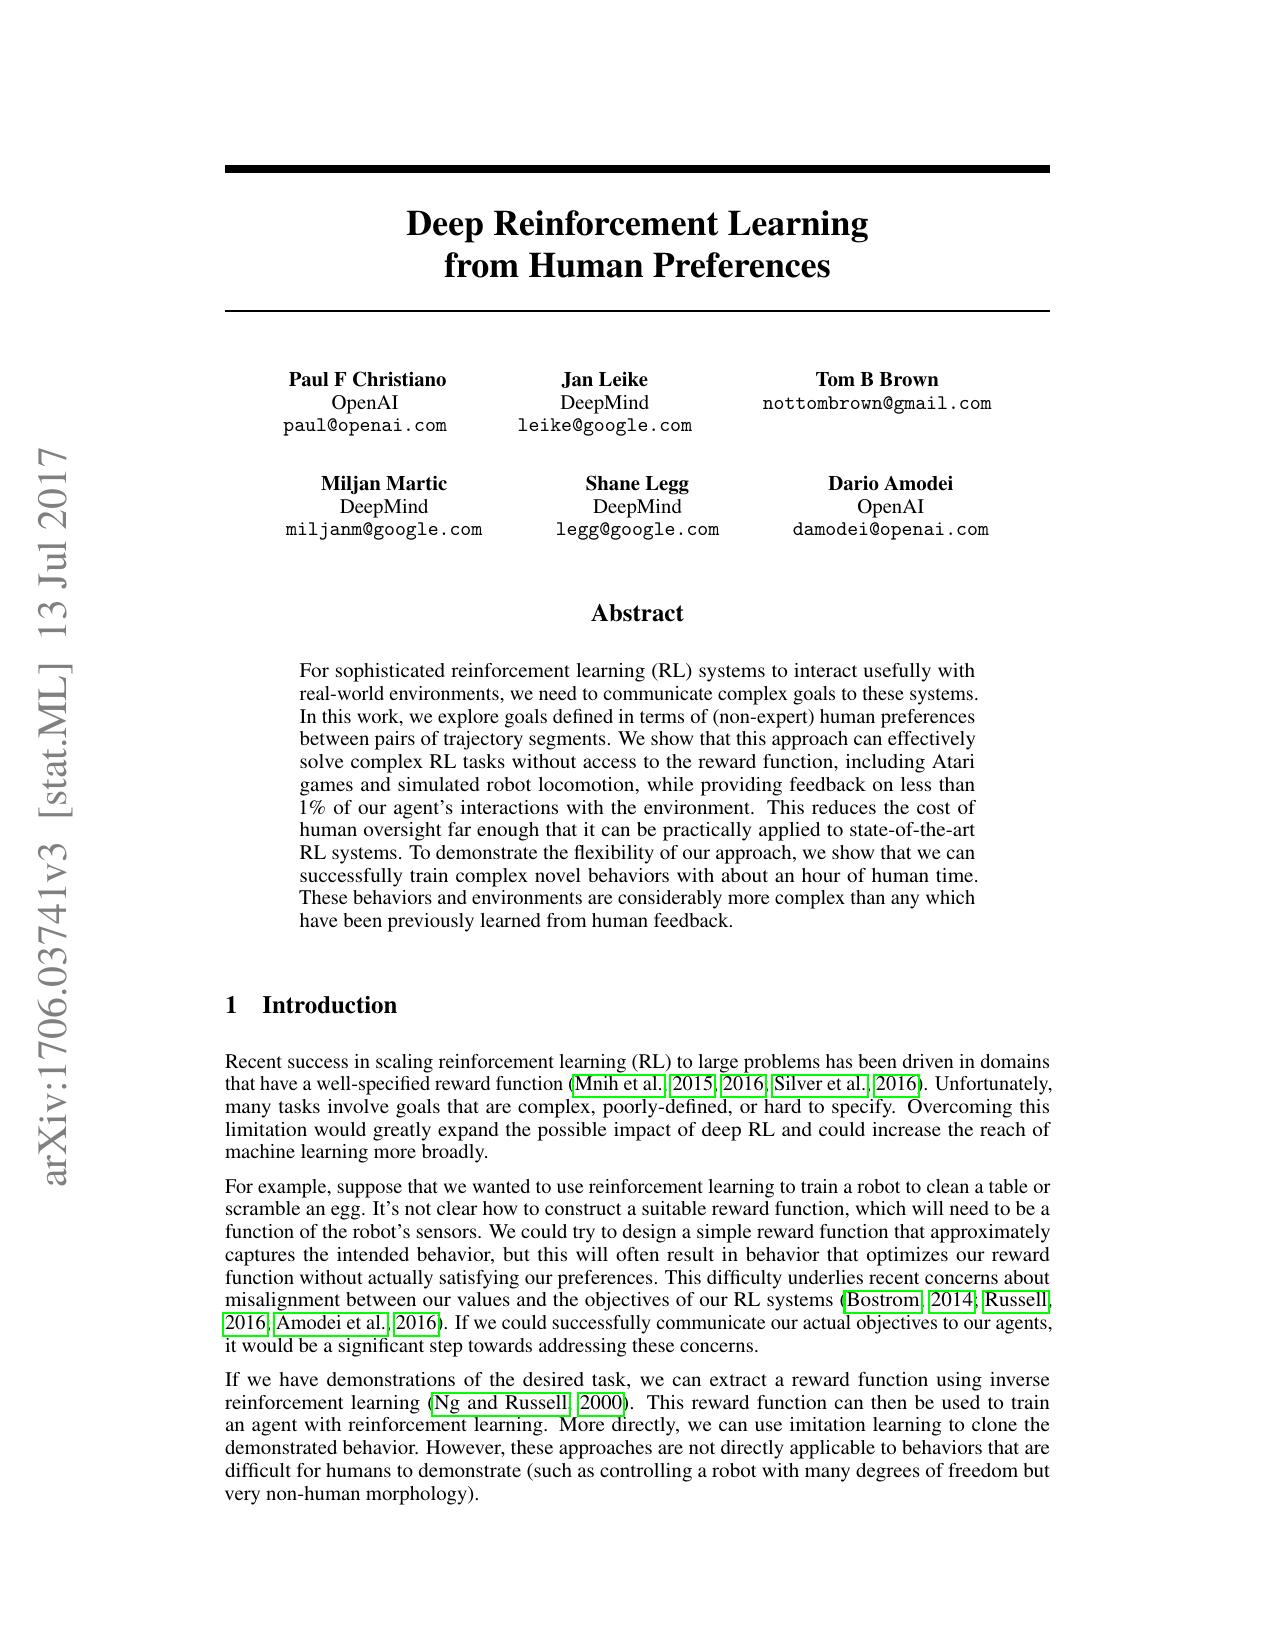 Deep Reinforcement Learning
from Human Preferences
Paul F Christiano
OpenAI
paul@openai.com
Jan Leike
DeepMind
leike@google.com
Tom B Brown
nottombrown@gmail.com
Miljan Martic
DeepMind
miljanm@google.com
Shane Legg
DeepMind
legg@google.com
Dario Amodei
OpenAI
damodei@openai.com
arXiv:1706.03741v3 [stat.ML] 13 Jul 2017
Abstract
For sophisticated reinforcement learning (RL) systems to interact usefully with
real-world environments, we need to communicate complex goals to these systems.
In this work, we explore goals defined in terms of (non-expert) human preferences
between pairs of trajectory segments. We show that this approach can effectively
solve complex RL tasks without access to the reward function, including Atari
games and simulated robot locomotion, while providing feedback on less than
1% of our agent's interactions with the environment. This reduces the cost of
human oversight far enough that it can be practically applied to state-of-the-art
RL systems. To demonstrate the flexibility of our approach, we show that we can
successfully train complex novel behaviors with about an hour of human time.
These behaviors and environments are considerably more complex than any which
have been previously learned from human feedback.
1 Introduction
Recent success in scaling reinforcement learning (RL) to large problems has been driven in domains
that have a well-specified reward function (Mnih et al., 2015, 2016; Silver et al., 2016). Unfortunately,
many tasks involve goals that are complex, poorly-defined, or hard to specify. Overcoming this
limitation would greatly expand the possible impact of deep RL and could increase the reach of
machine learning more broadly.
For example, suppose that we wanted to use reinforcement learning to train a robot to clean a table or
scramble an egg. It's not clear how to construct a suitable reward function, which will need to be a
function of the robot's sensors. We could try to design a simple reward function that approximately
captures the intended behavior, but this will often result in behavior that optimizes our reward
function without actually satisfying our preferences. This difficulty underlies recent concerns about
misalignment between our values and the objectives of our RL systems (Bostrom, 2014; Russell,
2016; Amodei et al., 2016). If we could successfully communicate our actual objectives to our agents,
it would be a significant step towards addressing these concerns.
If we have demonstrations of the desired task, we can extract a reward function using inverse
reinforcement learning (Ng and Russell, 2000). This reward function can then be used to train
an agent with reinforcement learning. More directly, we can use imitation learning to clone the
demonstrated behavior. However, these approaches are not directly applicable to behaviors that are
difficult for humans to demonstrate (such as controlling a robot with many degrees of freedom but
very non-human morphology).